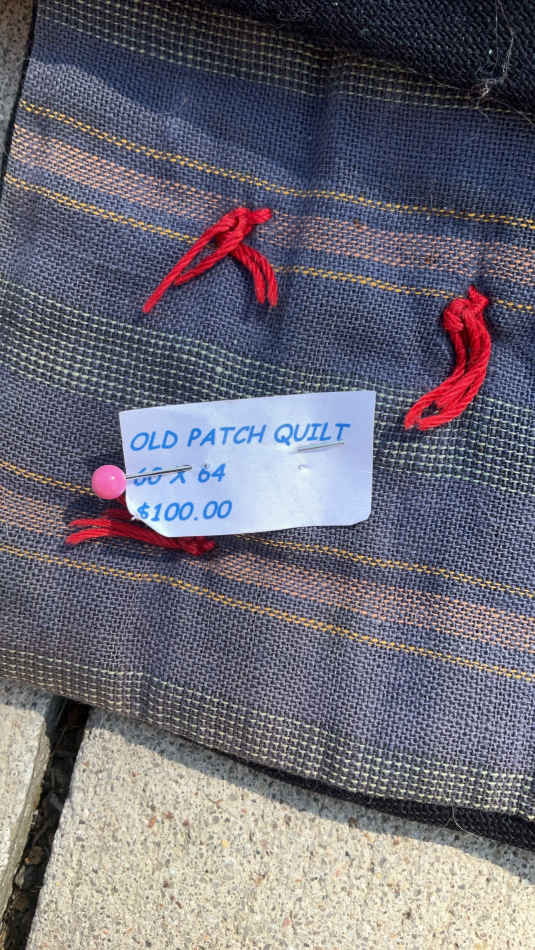 OLD PATCH QUILT
60 X 64
$100.00